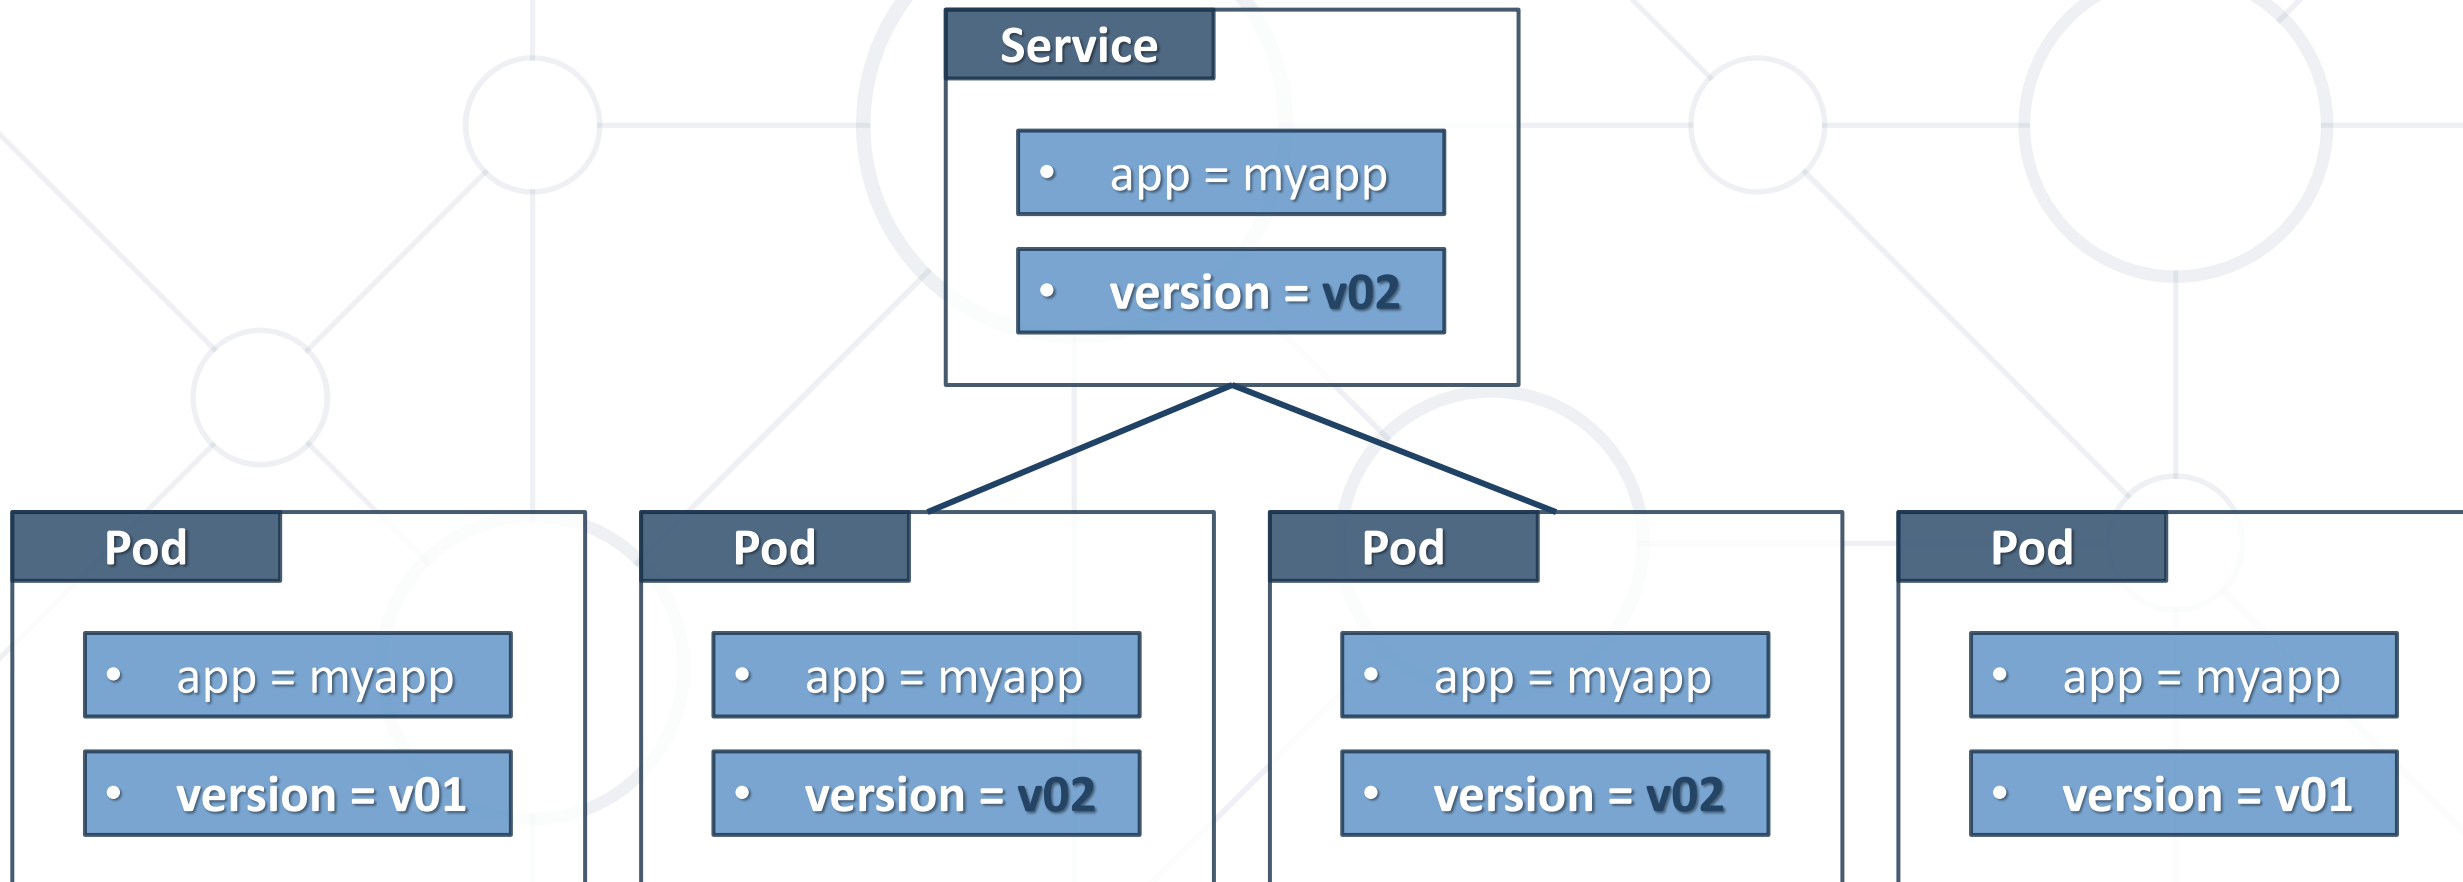 Service
• app = myapp
• version = v02
Pod
• app = myapp
• version = v01
Pod
• app = myapp
• version = v02
Pod
• app = myapp
• version = v02
Pod
• app = myapp
• version = v01